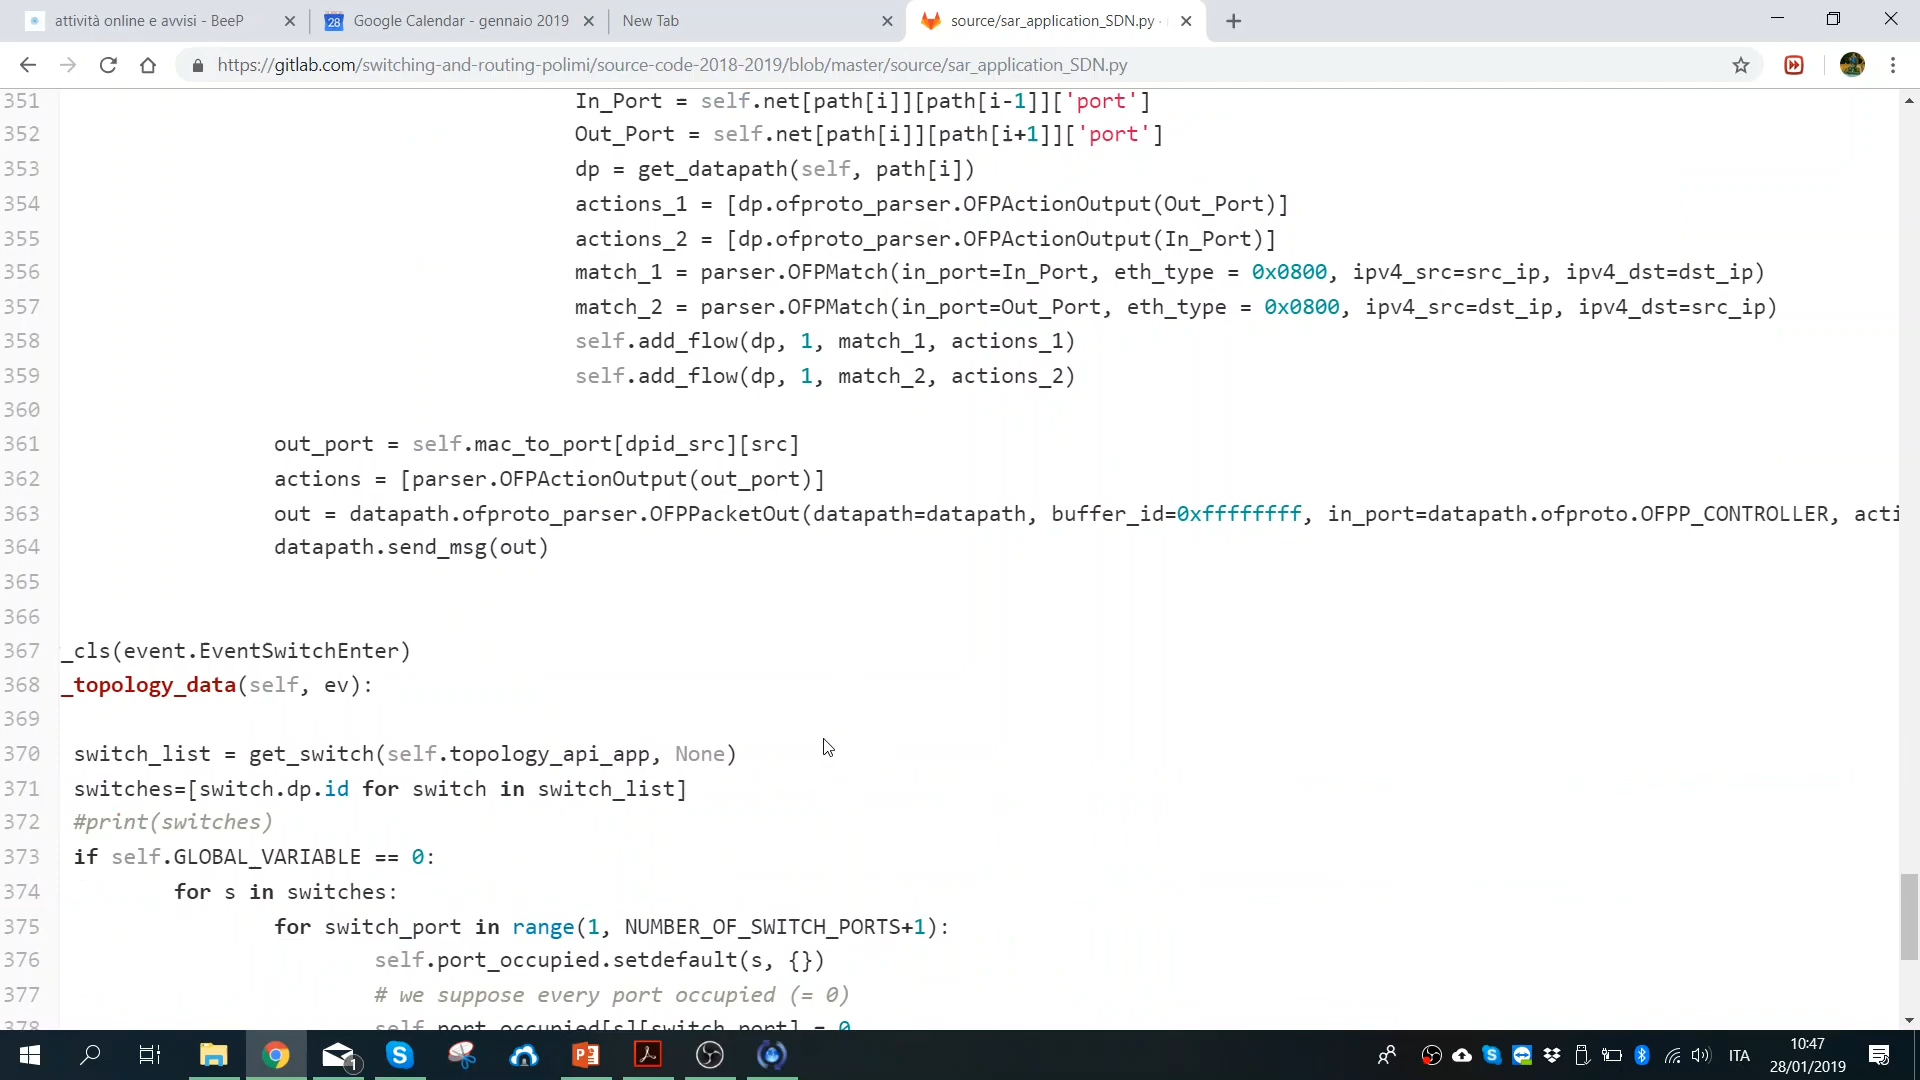 attività online e avvisi - BeeP
28 Google Calendar - gennaio 2019
New Tab
source/sar_application_SDN.py ·
https://gitlab.com/switching-and-routing-polimi/source-code-2018-2019/blob/master/source/sar_application_SDN.py
351 In_Port = self.net[path[i]][path[i-1]]['port']
352 Out_Port = self.net[path[i]][path[i+1]]['port']
353 dp = get_datapath(self, path[i])
354 actions_1 = [dp.ofproto_parser.OFPActionOutput(Out_Port)]
355 actions_2 = [dp.ofproto_parser.OFPActionOutput(In_Port)]
356 match_1 = parser.OFPMatch(in_port=In_Port, eth_type = 0x0800, ipv4_src=src_ip, ipv4_dst=dst_ip)
357 match_2 = parser.OFPMatch(in_port=Out_Port, eth_type = 0x0800, ipv4_src=dst_ip, ipv4_dst=src_ip)
358 self.add_flow(dp, 1, match_1, actions_1)
359 self.add_flow(dp, 1, match_2, actions_2)
360
361 out_port = self.mac_to_port[dpid_src][src]
362 actions = [parser.OFPActionOutput(out_port)]
363 out = datapath.ofproto_parser.OFPPacketOut(datapath=datapath, buffer_id=0xffffffff, in_port=datapath.ofproto.OFPP_CONTROLLER, acti
364 datapath.send_msg(out)
365
366
367 _cls(event.EventSwitchEnter)
368 _topology_data(self, ev):
369
370 switch_list = get_switch(self.topology_api_app, None)
371 switches=[switch.dp.id for switch in switch_list]
372 #print(switches)
373 if self.GLOBAL_VARIABLE == 0:
374 for s in switches:
375 for switch_port in range(1, NUMBER_OF_SWITCH_PORTS+1):
376 self.port_occupied.setdefault(s, {})
377 # we suppose every port occupied (= 0)
378 self.port_occupied[s][switch_port] = 0
1
ITA
10:47
28/01/2019